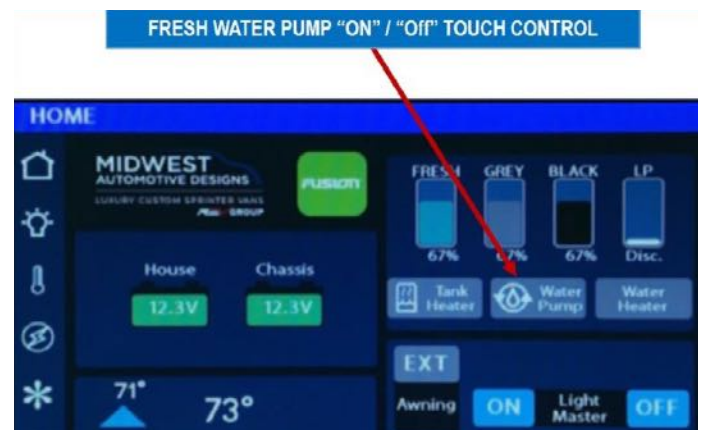 FRESH WATER PUMP “ON” / “Off” TOUCH CONTROL
HOME
MIDWEST
AUTOMOTIVE DESIGNS
LUXURY CUSTOM SPRINTER VANS
GROUP
FUSION
FRESH GREY BLACK LP
67% 67% 67% Disc.
House Chassis
12.3V 12.3V
Tank Heater
Water Pump
Water Heater
EXT
71°
73°
Awning ON Light Master OFF